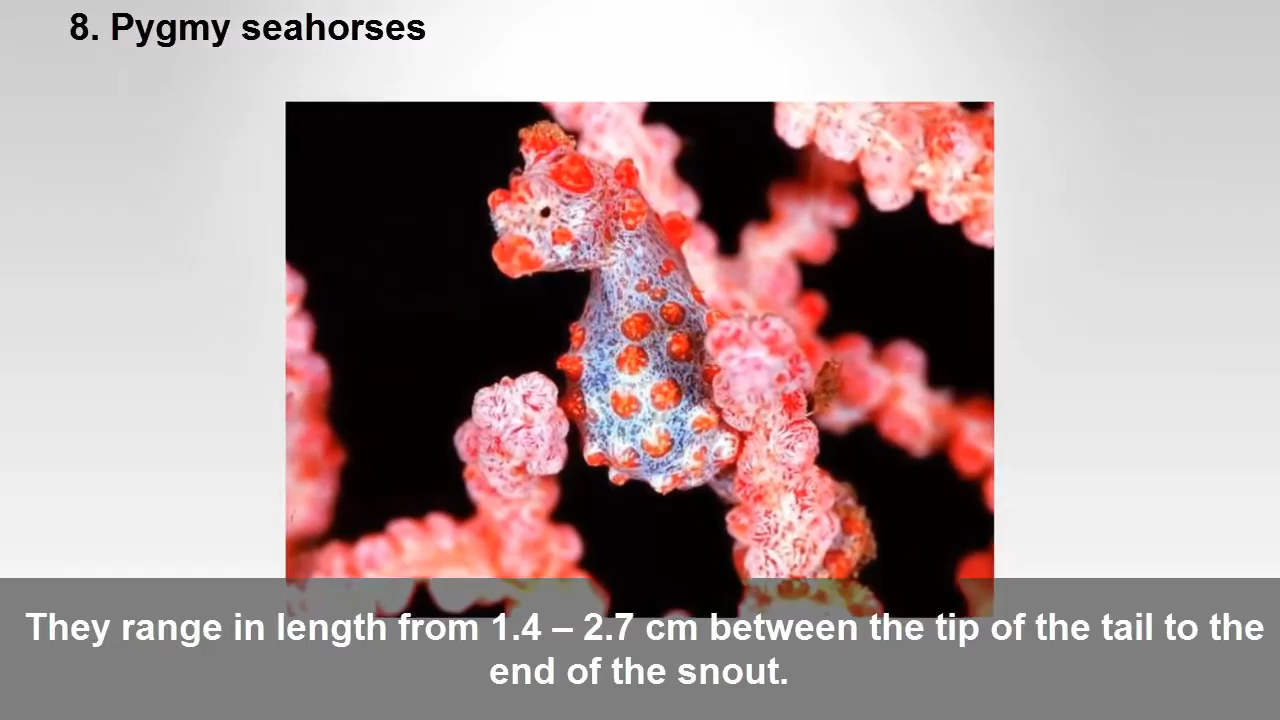 8. Pygmy seahorses
They range in length from 1.4 – 2.7 cm between the tip of the tail to the
end of the snout.